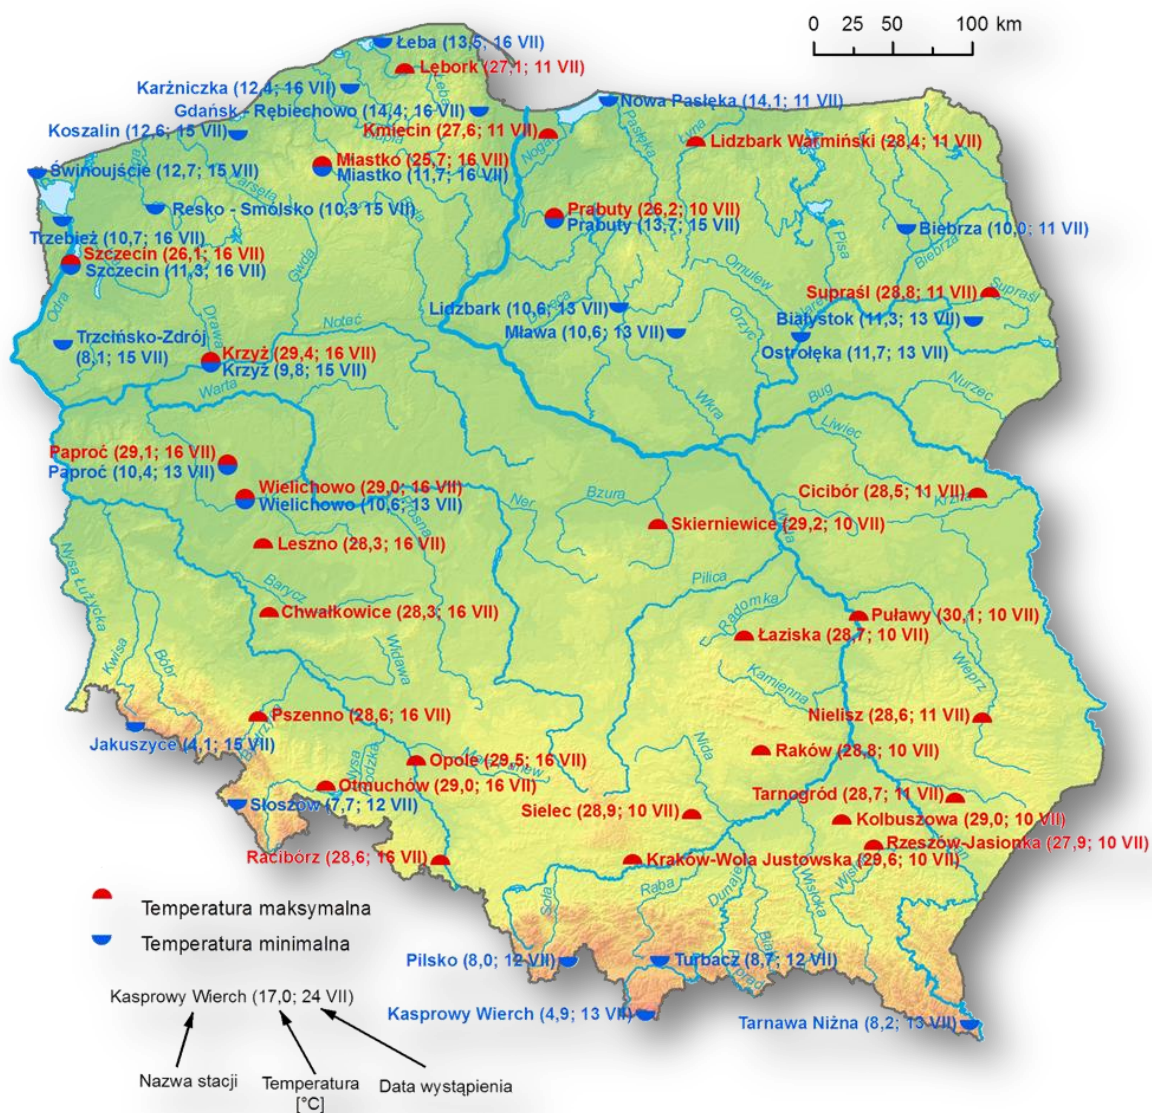 0 25 50 100 km
Łeba (13,5; 16 VII)
Lębork (27,1; 11 VII)
Łeba
Karżniczka (12,4; 16 VII)
Nowa Pasłęka (14,1; 11 VII)
Gdańsk - Rębiechowo (14,4; 16 VII)
Koszalin (12,6; 15 VII)
Kmiecin (27,6; 11 VII)
Pasłęka
Łyna
Lidzbark Warmiński (28,4; 11 VII)
Miastko (25,7; 16 VII)
Miastko (11,7; 16 VII)
Świnoujście (12,7; 15 VII)
Resko - Smolsko (10,3 15 VII)
Prabuty (26,2; 10 VII)
Prabuty (13,7; 15 VII)
Trzebież (10,7; 16 VII)
Biebrza (10,0; 11 VII)
Pisa
Biebrza
Szczecin (26,1; 16 VII)
Szczecin (11,3; 16 VII)
Gwda
Omulew
Supraśl (28,8; 11 VII)
Supraśl
Odra
Drawa
Noteć
Lidzbark (10,6; 13 VII)
Mława (10,6; 13 VII)
Orzyc
Białystok (11,3; 13 VII)
Ostrołęka (11,7; 13 VII)
Trzcińsko-Zdrój
(8,1; 15 VII)
Krzyż (29,4; 16 VII)
Krzyż (9,8; 15 VII)
Warta
Wkra
Bug
Nurzec
Liwiec
Paproć (29,1; 16 VII)
Paproć (10,4; 13 VII)
Wielichowo (29,0; 16 VII)
Wielichowo (10,6; 13 VII)
Prosna
Ner
Bzura
Cicibór (28,5; 11 VII)
Krzna
Skierniewice (29,2; 10 VII)
Wisła
Leszno (28,3; 16 VII)
Nysa Łużycka
Barycz
Pilica
Chwałkowice (28,3; 16 VII)
Radomka
Puławy (30,1; 10 VII)
Łaziska (28,7; 10 VII)
Kwisa
Bóbr
Widawa
Kamienna
Wieprz
Pszenno (28,6; 16 VII)
Nielisz (28,6; 11 VII)
Jakuszyce (4,1; 15 VII)
Nida
Raków (28,8; 10 VII)
Opole (29,5; 16 VII)
Nysa
Otmuchów (29,0; 16 VII)
Tarnogród (28,7; 11 VII)
Słoszów (7,7; 12 VII)
Sielec (28,9; 10 VII)
Kolbuszowa (29,0; 10 VII)
Rzeszów-Jasionka (27,9; 10 VII)
Racibórz (28,6; 16 VII)
Kraków-Wola Justowska (29,6; 10 VII)
Soła
Raba
Dunajec
Wisłoka
Temperatura maksymalna
Temperatura minimalna
Pilsko (8,0; 12 VII)
Turbacz (8,7; 12 VII)
Kasprowy Wierch (17,0; 24 VII)
Kasprowy Wierch (4,9; 13 VII)
Tarnawa Niżna (8,2; 13 VII)
Nazwa stacji
Temperatura
[°C]
Data wystąpienia